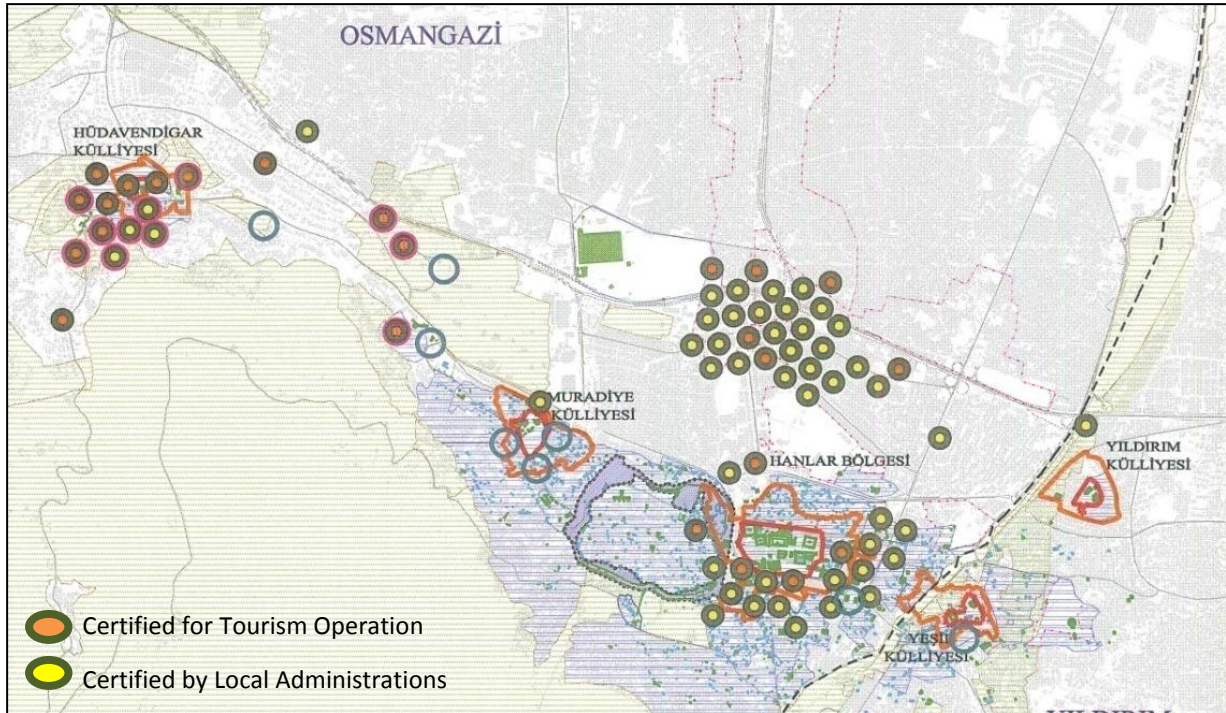 OSMANGAZİ
HÜDAVENDİGAR
KÜLLİYESİ
MURADİYE
KÜLLİYESİ
HANLAR BÖLGESİ
YILDIRIM
KÜLLİYESİ
YEŞİL
KÜLLİYESİ
Certified for Tourism Operation
Certified by Local Administrations